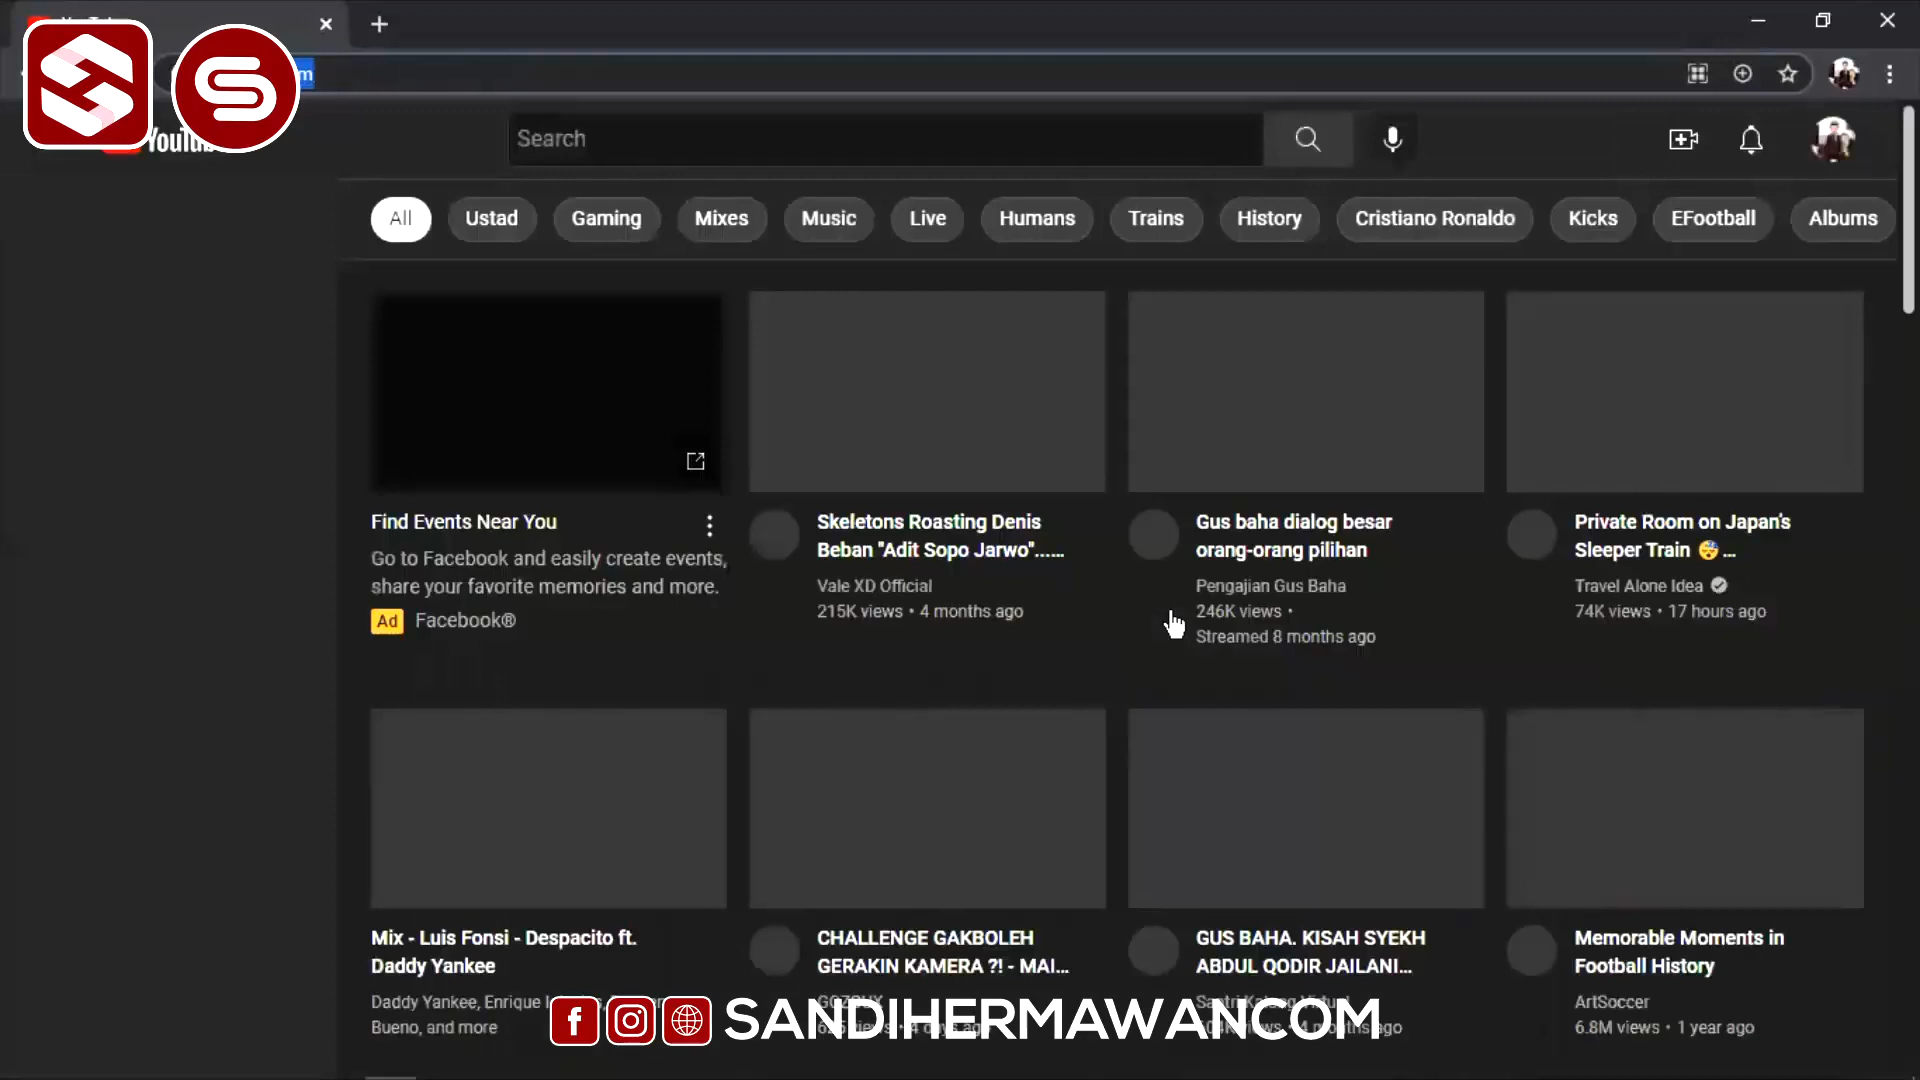 Search
All
Ustad
Gaming
Mixes
Music
Live
Humans
Trains
History
Cristiano Ronaldo
Kicks
EFootball
Albums
Find Events Near You
Go to Facebook and easily create events,
share your favorite memories and more.
Ad Facebook®
Skeletons Roasting Denis
Beban "Adit Sopo Jarwo"......
Vale XD Official
215K views • 4 months ago
Gus baha dialog besar
orang-orang pilihan
Pengajian Gus Baha
246K views •
Streamed 8 months ago
Private Room on Japan's
Sleeper Train 😴 ...
Travel Alone Idea
74K views • 17 hours ago
Mix - Luis Fonsi - Despacito ft.
Daddy Yankee
Daddy Yankee, Enrique
Bueno, and more
CHALLENGE GAKBOLEH
GERAKIN KAMERA ?! - MAI...
GUS BAHA. KISAH SYEKH
ABDUL QODIR JAILANI...
Memorable Moments in
Football History
ArtSoccer
6.8M views • 1 year ago
SANDIHERMAWANCOM